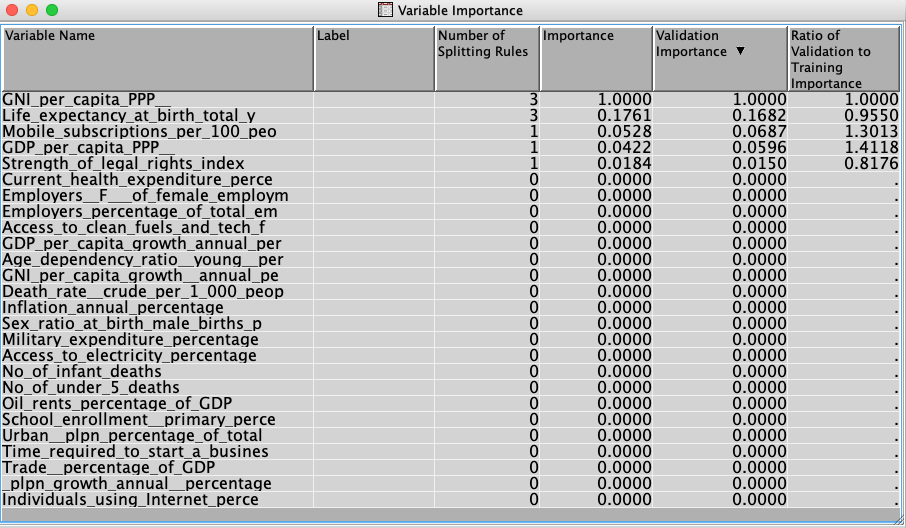 Variable Importance
Variable Name Label Number of Splitting Rules Importance Validation Importance ▼ Ratio of Validation to Training Importance
GNI_per_capita_PPP__ 3 1.0000 1.0000 1.0000
Life_expectancy_at_birth_total_y 3 0.1761 0.1682 0.9550
Mobile_subscriptions_per_100_peo 1 0.0528 0.0687 1.3013
GDP_per_capita_PPP__ 1 0.0422 0.0596 1.4118
Strength_of_legal_rights_index 1 0.0184 0.0150 0.8176
Current_health_expenditure_perce 0 0.0000 0.0000 .
Employers__F___of_female_employm 0 0.0000 0.0000 .
Employers_percentage_of_total_em 0 0.0000 0.0000 .
Access_to_clean_fuels_and_tech_f 0 0.0000 0.0000 .
GDP_per_capita_growth_annual_per 0 0.0000 0.0000 .
Age_dependency_ratio__young__per 0 0.0000 0.0000 .
GNI_per_capita_growth__annual_pe 0 0.0000 0.0000 .
Death_rate__crude_per_1_000_peop 0 0.0000 0.0000 .
Inflation_annual_percentage 0 0.0000 0.0000 .
Sex_ratio_at_birth_male_births_p 0 0.0000 0.0000 .
Military_expenditure_percentage 0 0.0000 0.0000 .
Access_to_electricity_percentage 0 0.0000 0.0000 .
No_of_infant_deaths 0 0.0000 0.0000 .
No_of_under_5_deaths 0 0.0000 0.0000 .
Oil_rents_percentage_of_GDP 0 0.0000 0.0000 .
School_enrollment__primary_perce 0 0.0000 0.0000 .
Urban__plpn_percentage_of_total 0 0.0000 0.0000 .
Time_required_to_start_a_busines 0 0.0000 0.0000 .
Trade__percentage_of_GDP 0 0.0000 0.0000 .
_plpn_growth_annual__percentage 0 0.0000 0.0000 .
Individuals_using_Internet_perce 0 0.0000 0.0000 .